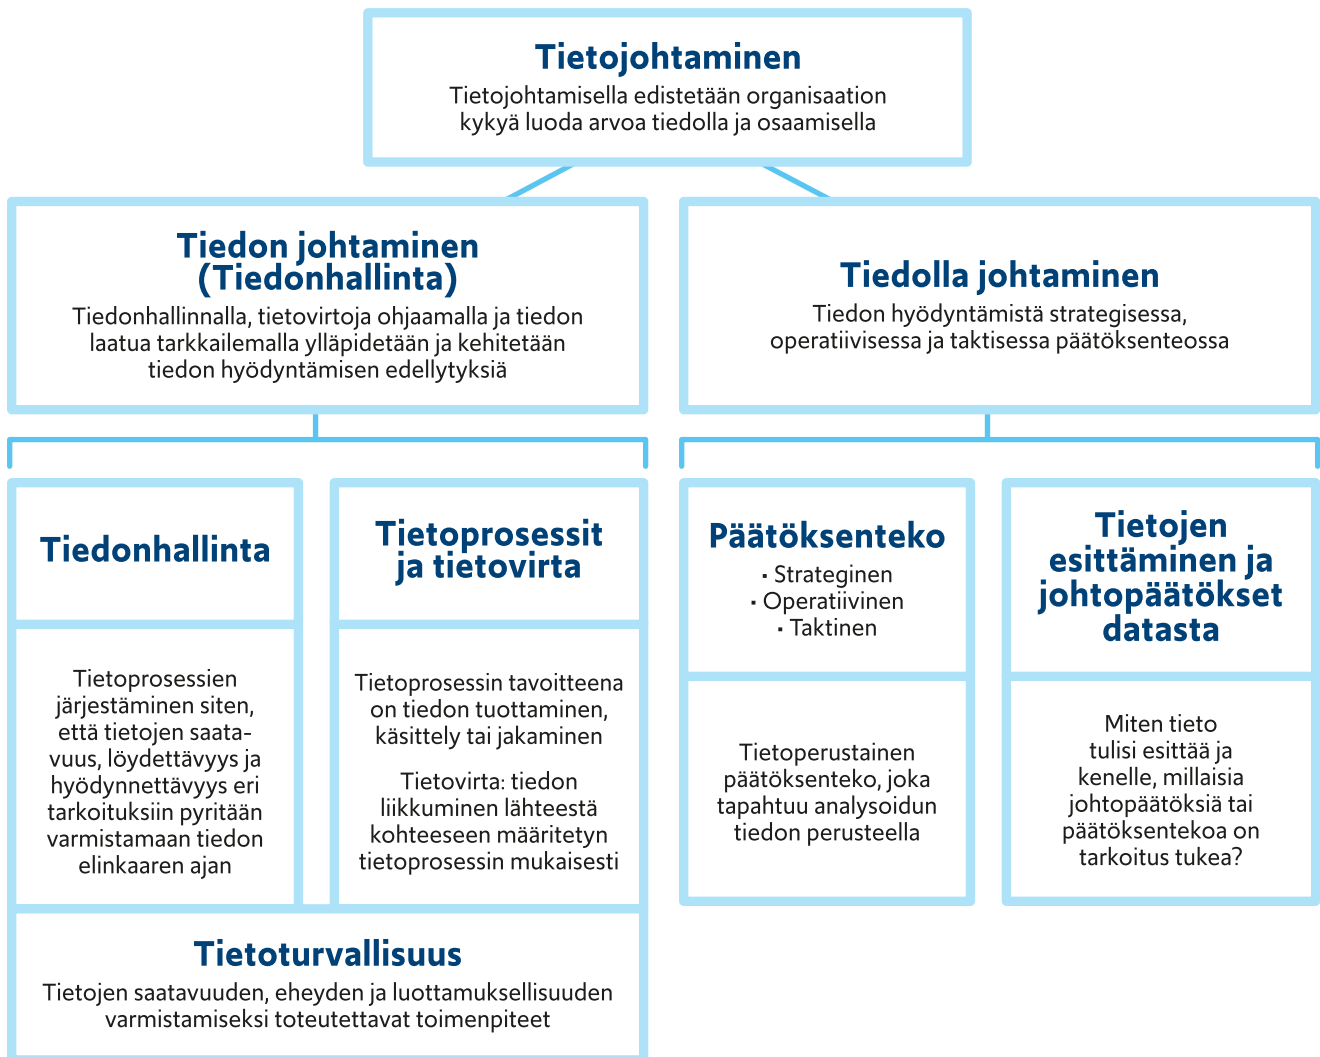 Tietojohtaminen
Tietojohtamisella edistetään organisaation
kykyä luoda arvoa tiedolla ja osaamisella
Tiedon johtaminen
(Tiedonhallinta)
Tiedonhallinnalla, tietovirtoja ohjaamalla ja tiedon
laatua tarkkailemalla ylläpidetään ja kehitetään
tiedon hyödyntämisen edellytyksiä
Tiedolla johtaminen
Tiedon hyödyntämistä strategisessa,
operatiivisessa ja taktisessa päätöksenteossa
Tiedonhallinta
Tietoprosessien
järjestäminen siten,
että tietojen saata-
vuus, löydettävyys ja
hyödynnettävyys eri
tarkoituksiin pyritään
varmistamaan tiedon
elinkaaren ajan
Tietoprosessit
ja tietovirta
Tietoprosessin tavoitteena
on tiedon tuottaminen,
käsittely tai jakaminen
Tietovirta: tiedon
liikkuminen lähteestä
kohteeseen määritetyn
tietoprosessin mukaisesti
Tietoturvallisuus
Tietojen saatavuuden, eheyden ja luottamuksellisuuden
varmistamiseksi toteutettavat toimenpiteet
Päätöksenteko
▪ Strateginen
▪ Operatiivinen
▪ Taktinen
Tietoperustainen
päätöksenteko, joka
tapahtuu analysoidun
tiedon perusteella
Tietojen
esittäminen ja
johtopäätökset
datasta
Miten tieto
tulisi esittää ja
kenelle, millaisia
johtopäätöksiä tai
päätöksentekoa on
tarkoitus tukea?